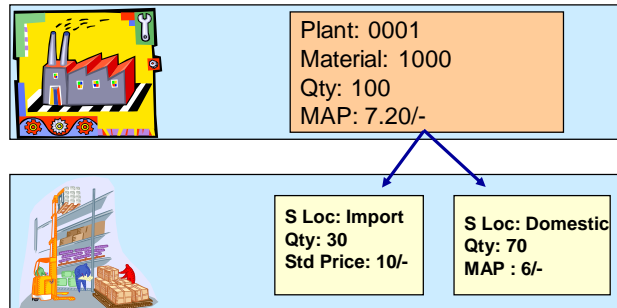 Plant: 0001
Material: 1000
Qty: 100
MAP: 7.20/-
S Loc: Import
Qty: 30
Std Price: 10/-
S Loc: Domestic
Qty: 70
MAP : 6/-